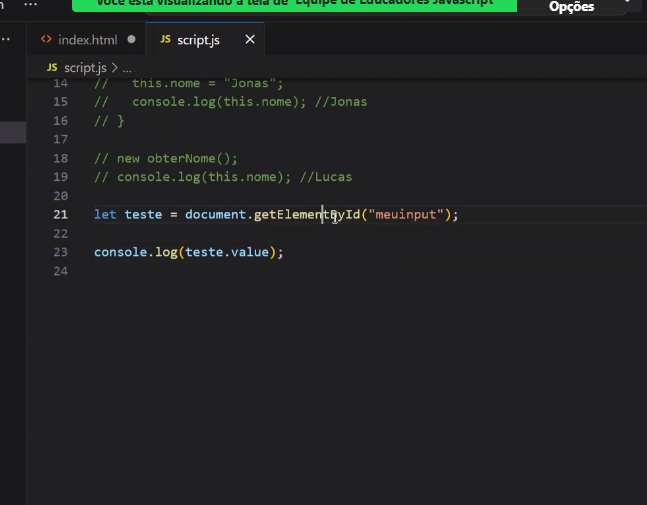 Você está visualizando a tela de Equipe de Educadores Javascript
Opções
index.html
JS script.js
JS script.js > ...
14 // this.nome = "Jonas";
15 // console.log(this.nome); //Jonas
16 // }
17
18 // new obterNome();
19 // console.log(this.nome); //Lucas
20
21 let teste = document.getElementById("meuinput");
22
23 console.log(teste.value);
24